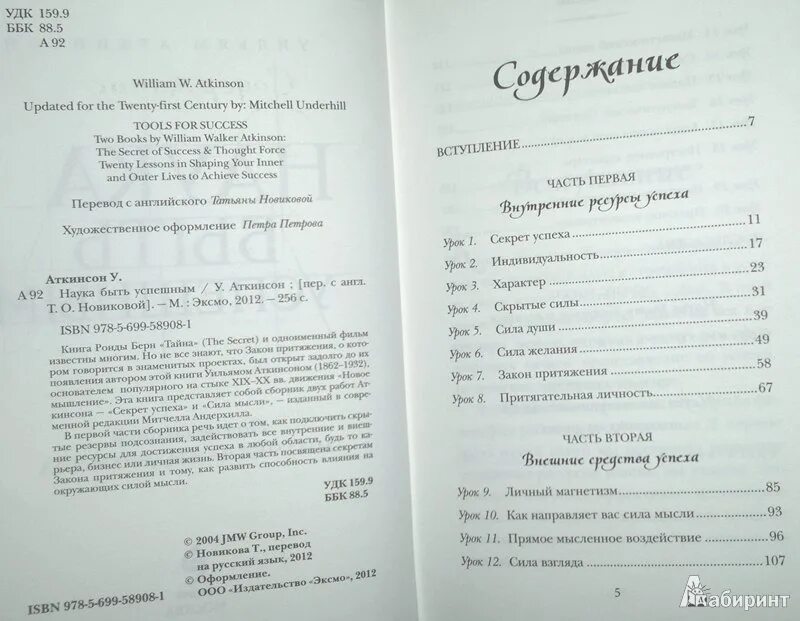 УДК 159.9
ББК 88.5
А 92
William W. Atkinson
Updated for the Twenty-first Century by: Mitchell Underhill
TOOLS FOR SUCCESS
Two Books by William Walker Atkinson:
The Secret of Success & Thought Force
Twenty Lessons in Shaping Your Inner
and Outer Lives to Achieve Success
Перевод с английского Татьяны Новиковой
Художественное оформление Петра Петрова
Аткинсон У.
А 92 Наука быть успешным / У. Аткинсон ; [пер. с англ.
Т. О. Новиковой]. — М. : Эксмо, 2012. — 256 с.
ISBN 978-5-699-58908-1
Книга Ронды Берн «Тайна» (The Secret) и одноименный фильм
известны многим. Но не все знают, что Закон притяжения, о кото-
ром говорится в знаменитых проектах, был открыт задолго до их
появления автором этой книги Уильямом Аткинсоном (1862–1932),
основателем популярного на стыке XIX–XX вв. движения «Новое
мышление». Эта книга представляет собой сборник двух работ Ат-
кинсона — «Секрет успеха» и «Сила мысли», — изданный в совре-
менной редакции Митчелла Андерхилла.
В первой части сборника речь идет о том, как подключить скры-
тые резервы подсознания, задействовать все внутренние и внеш-
ние ресурсы для достижения успеха в любой области, будь то ка-
рьера, бизнес или личная жизнь. Вторая часть посвящена секретам
Закона притяжения и тому, как развить способность влияния на
окружающих силой мысли.
УДК 159.9
ББК 88.5
© 2004 JMW Group, Inc.
© Новикова Т., перевод
на русский язык, 2012
© Оформление.
ООО «Издательство «Эксмо», 2012
ISBN 978-5-699-58908-1
Содержание
ВСТУПЛЕНИЕ 7
ЧАСТЬ ПЕРВАЯ
Внутренние ресурсы успеха
Урок 1. Секрет успеха 11
Урок 2. Индивидуальность 17
Урок 3. Характер 23
Урок 4. Скрытые силы 31
Урок 5. Сила души 39
Урок 6. Сила желания 49
Урок 7. Закон притяжения 58
Урок 8. Притягательная личность 67
ЧАСТЬ ВТОРАЯ
Внешние средства успеха
Урок 9. Личный магнетизм 85
Урок 10. Как направляет вас сила мысли 93
Урок 11. Прямое мысленное воздействие 96
Урок 12. Сила взгляда 107
5
Лабиринт